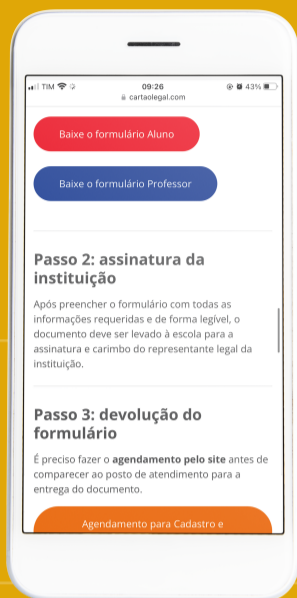 TIM 09:26 43%
cartaolegal.com
Baixe o formulário Aluno
Baixe o formulário Professor
Passo 2: assinatura da
instituição
Após preencher o formulário com todas as
informações requeridas e de forma legível, o
documento deve ser levado à escola para a
assinatura e carimbo do representante legal da
instituição.
Passo 3: devolução do
formulário
É preciso fazer o agendamento pelo site antes de
comparecer ao posto de atendimento para a
entrega do documento.
Agendamento para Cadastro e